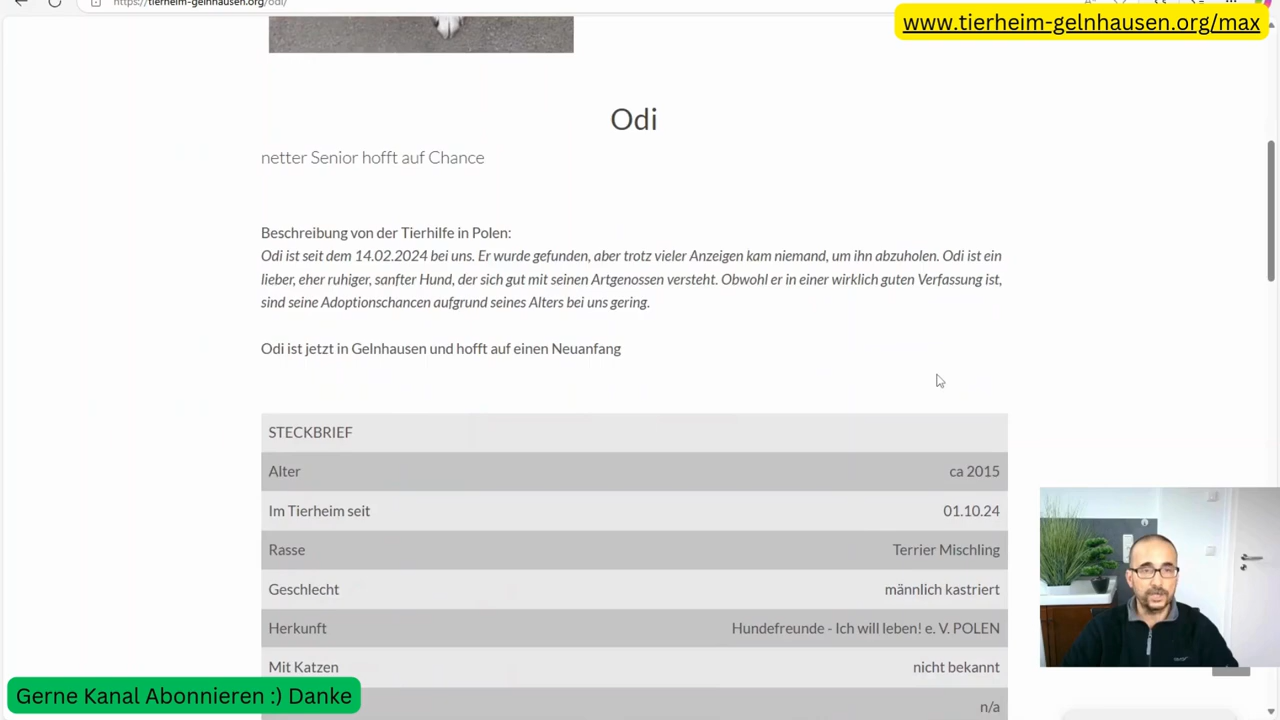 https://tierheim-gelnhausen.org/odi/
www.tierheim-gelnhausen.org/max
Odi
netter Senior hofft auf Chance
Beschreibung von der Tierhilfe in Polen:
Odi ist seit dem 14.02.2024 bei uns. Er wurde gefunden, aber trotz vieler Anzeigen kam niemand, um ihn abzuholen. Odi ist ein
lieber, eher ruhiger, sanfter Hund, der sich gut mit seinen Artgenossen versteht. Obwohl er in einer wirklich guten Verfassung ist,
sind seine Adoptionschancen aufgrund seines Alters bei uns gering.
Odi ist jetzt in Gelnhausen und hofft auf einen Neuanfang
STECKBRIEF
Alter ca 2015
Im Tierheim seit 01.10.24
Rasse Terrier Mischling
Geschlecht männlich kastriert
Herkunft Hundefreunde - Ich will leben! e. V. POLEN
Mit Katzen nicht bekannt
n/a
Gerne Kanal Abonnieren :) Danke